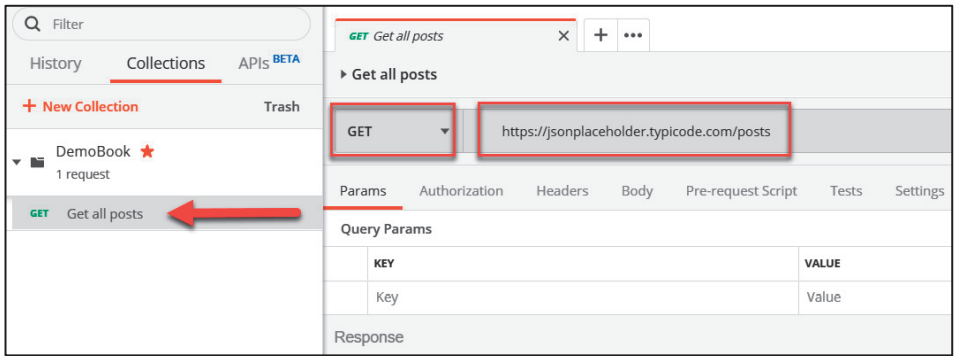 Filter
History Collections APIs BETA
+ New Collection Trash
DemoBook
1 request
GET Get all posts
GET Get all posts × + •••
Get all posts
GET https://jsonplaceholder.typicode.com/posts
Params Authorization Headers Body Pre-request Script Tests Settings
Query Params
KEY VALUE
Key Value
Response